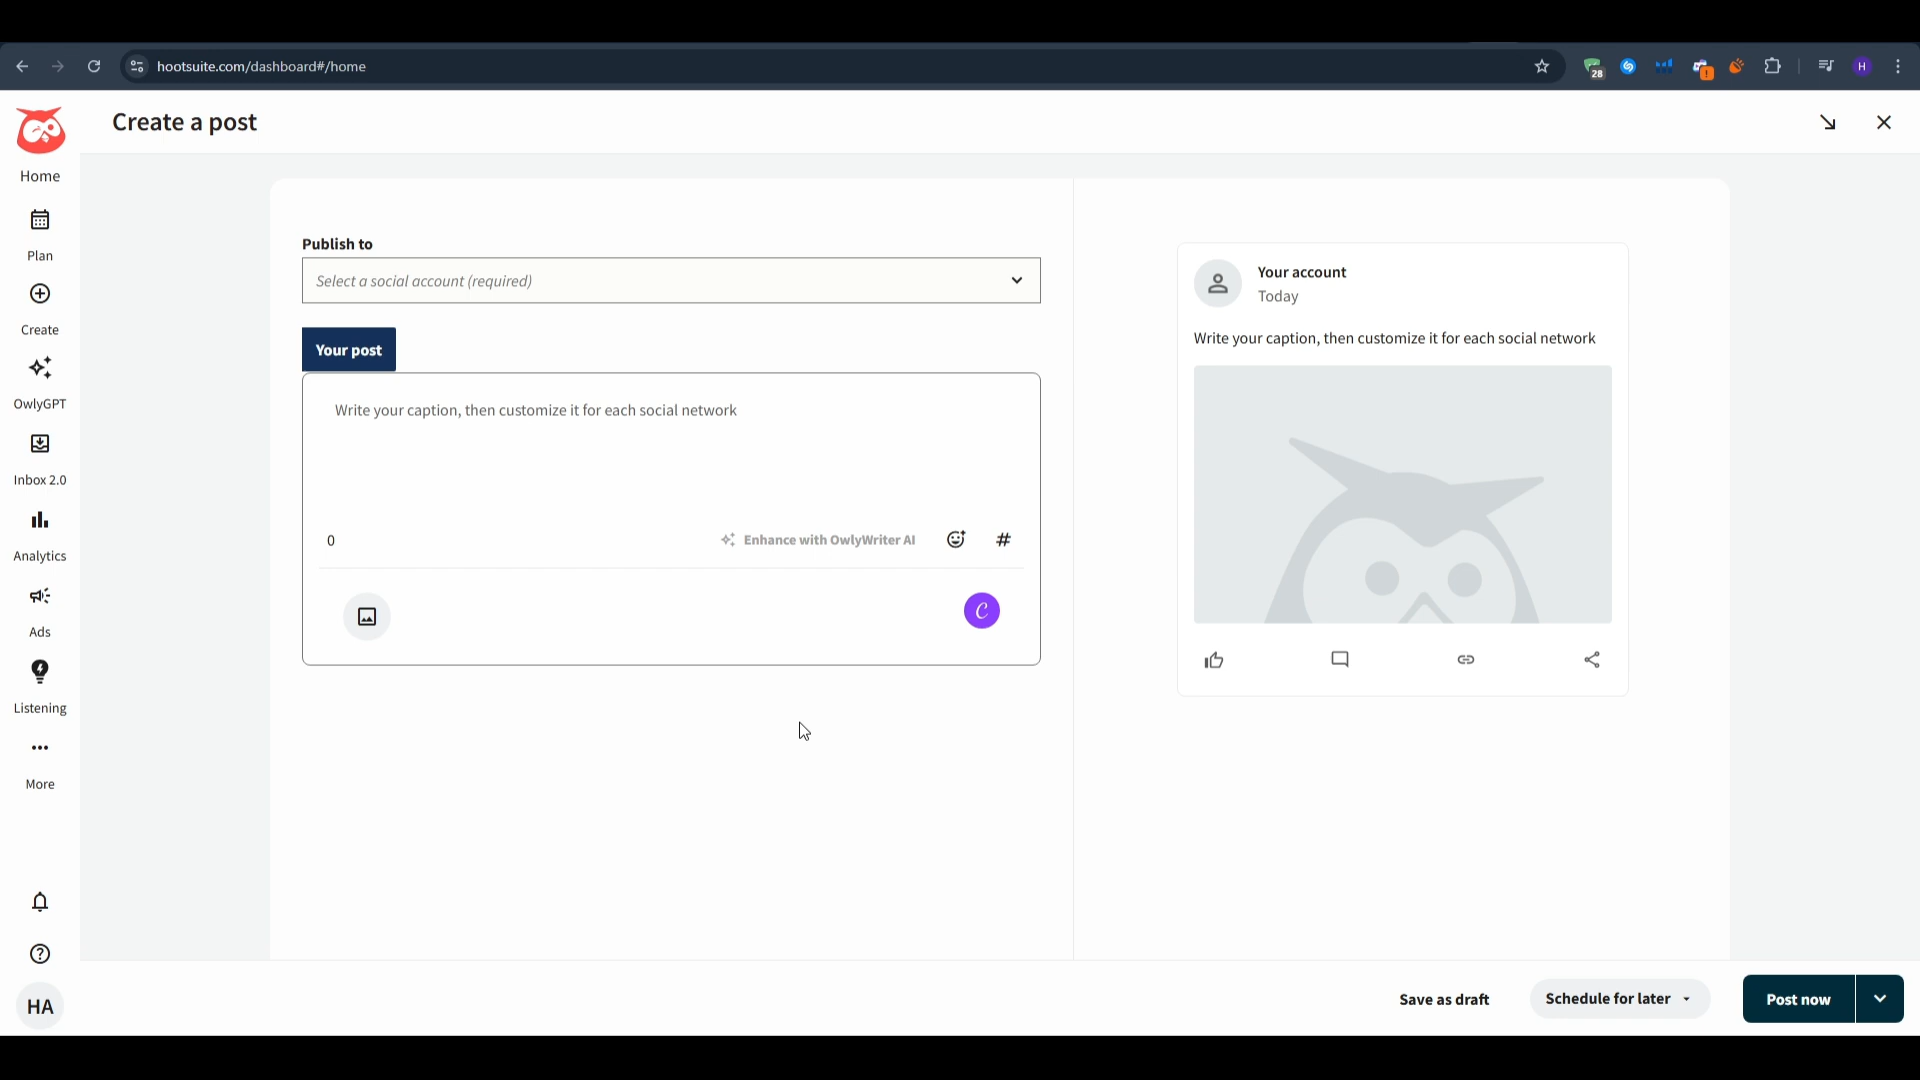 hootsuite.com/dashboard#/home
28
!
H
Create a post
Home
Plan
Create
OwlyGPT
Inbox 2.0
Analytics
Ads
Listening
More
HA
Publish to
Select a social account (required)
Your post
Write your caption, then customize it for each social network
0
Enhance with OwlyWriter AI
#
C
Your account
Today
Write your caption, then customize it for each social network
Save as draft
Schedule for later
Post now